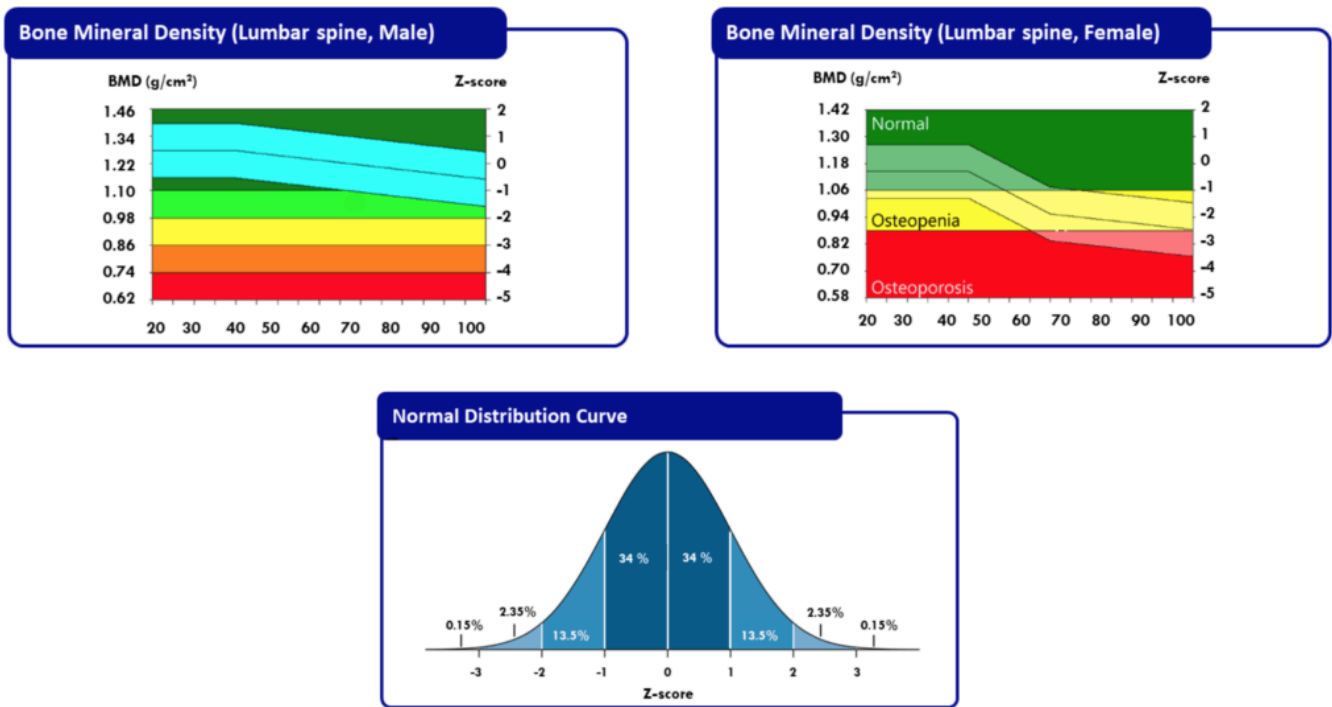 Bone Mineral Density (Lumbar spine, Male)
BMD (g/cm²) Z-score
1.46 2
1.34 1
1.22 0
1.10 -1
0.98 -2
0.86 -3
0.74 -4
0.62 -5
20 30 40 50 60 70 80 90 100
Bone Mineral Density (Lumbar spine, Female)
BMD (g/cm²) Z-score
1.42 2
Normal
1.30 1
1.18 0
1.06 -1
0.94 -2
Osteopenia
0.82 -3
0.70 -4
Osteoporosis
0.58 -5
20 30 40 50 60 70 80 90 100
Normal Distribution Curve
34 % 34 %
2.35% 2.35%
0.15% 0.15%
13.5% 13.5%
-3 -2 -1 0 1 2 3
Z-score